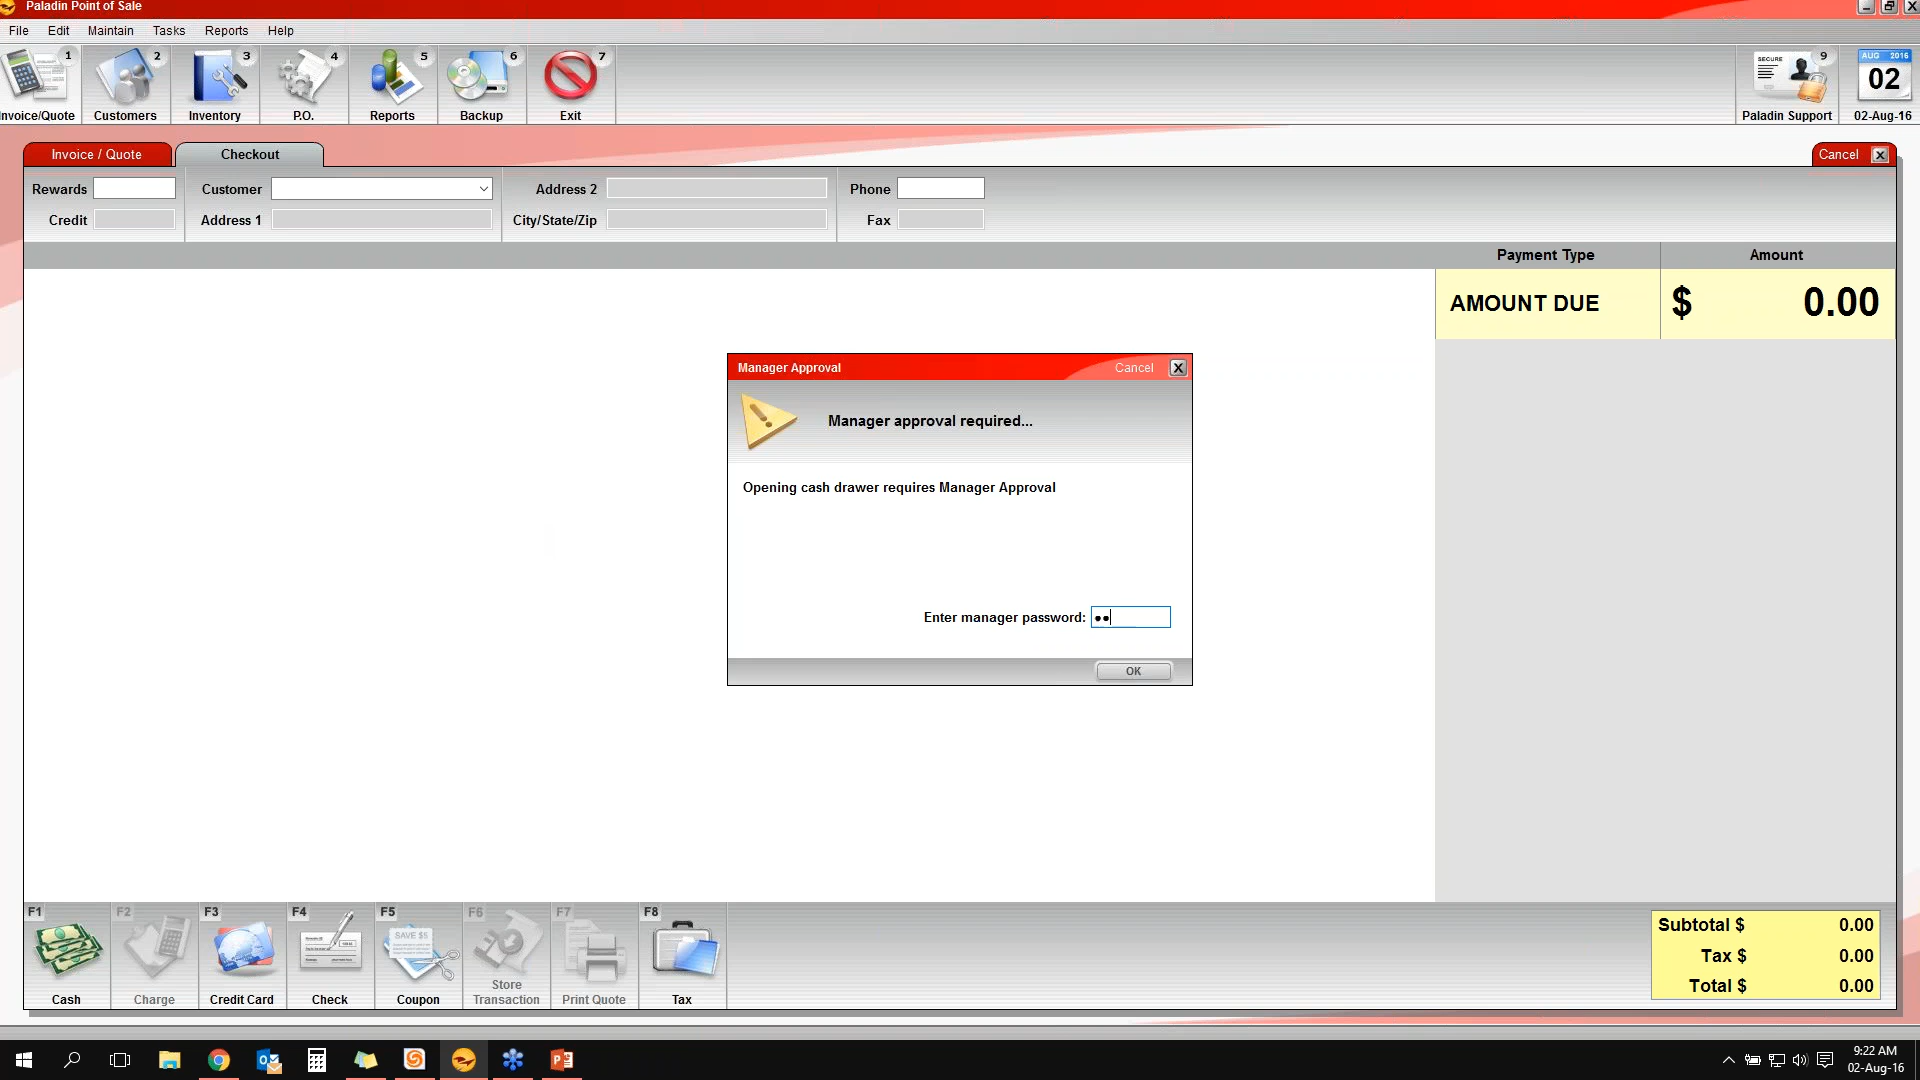 Paladin Point of Sale
File Edit Maintain Tasks Reports Help
1 2 3 4 5 6 7 SECURE 9 AUG 2016
02
nvoice/Quote Customers Inventory P.O. Reports Backup Exit Paladin Support 02-Aug-16
Invoice / Quote Checkout Cancel X
Rewards Customer Address 2 Phone
Credit Address 1 City/State/Zip Fax
Payment Type Amount
AMOUNT DUE $ 0.00
Manager Approval Cancel X
Manager approval required...
Opening cash drawer requires Manager Approval
Enter manager password: ●●
OK
F1 F2 F3 F4 F5 F6 F7 F8
SAVE $5
Subtotal $ 0.00
Tax $ 0.00
Total $ 0.00
Cash Charge Credit Card Check Coupon Store Transaction Print Quote Tax
9:22 AM
02-Aug-16